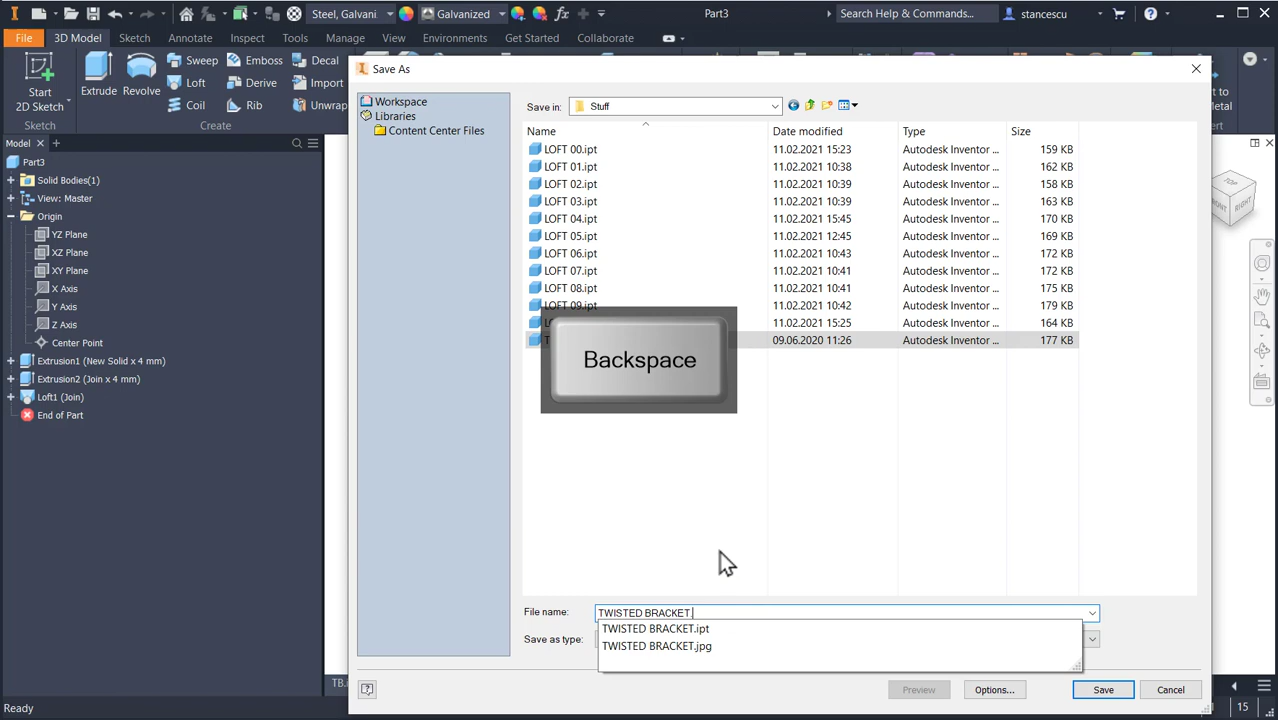 Steel, Galvani
Galvanized
Part3
Search Help & Commands...
stancescu
File
3D Model
Sketch
Annotate
Inspect
Tools
Manage
View
Environments
Get Started
Collaborate
Start
2D Sketch
Extrude
Revolve
Sweep
Emboss
Decal
Loft
Derive
Import
Coil
Rib
Unwrap
Sketch
Create
Model
Part3
Solid Bodies(1)
View: Master
Origin
YZ Plane
XZ Plane
XY Plane
X Axis
Y Axis
Z Axis
Center Point
Extrusion1 (New Solid x 4 mm)
Extrusion2 (Join x 4 mm)
Loft1 (Join)
End of Part
Ready
Save As
Workspace
Libraries
Content Center Files
Save in:
Stuff
Name
Date modified
Type
Size
LOFT 00.ipt 11.02.2021 15:23 Autodesk Inventor ... 159 KB
LOFT 01.ipt 11.02.2021 10:38 Autodesk Inventor ... 162 KB
LOFT 02.ipt 11.02.2021 10:39 Autodesk Inventor ... 158 KB
LOFT 03.ipt 11.02.2021 10:39 Autodesk Inventor ... 163 KB
LOFT 04.ipt 11.02.2021 15:45 Autodesk Inventor ... 170 KB
LOFT 05.ipt 11.02.2021 12:45 Autodesk Inventor ... 169 KB
LOFT 06.ipt 11.02.2021 10:43 Autodesk Inventor ... 172 KB
LOFT 07.ipt 11.02.2021 10:41 Autodesk Inventor ... 172 KB
LOFT 08.ipt 11.02.2021 10:41 Autodesk Inventor ... 175 KB
LOFT 09.ipt 11.02.2021 10:42 Autodesk Inventor ... 179 KB
11.02.2021 15:25 Autodesk Inventor ... 164 KB
09.06.2020 11:26 Autodesk Inventor ... 177 KB
Backspace
File name:
TWISTED BRACKET.
TWISTED BRACKET.ipt
TWISTED BRACKET.jpg
Save as type:
Preview
Options...
Save
Cancel
TOP
FRONT
RIGHT
15